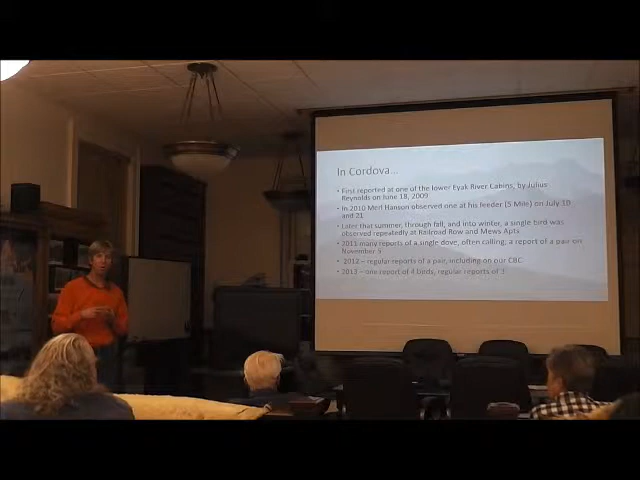 In Cordova...
• First reported at one of the lower Eyak River Cabins, by Julius
Reynolds on June 18, 2009
• In 2010 Merl Hanson observed one at his feeder (5 Mile) on July 10
and 21
• Later that summer, through fall, and into winter, a single bird was
observed repeatedly at Railroad Row and Mews Apts
• 2011 many reports of a single dove, often calling; a report of a pair on
November 5
• 2012 – regular reports of a pair, including on our CBC
• 2013 – one report of 4 birds, regular reports of 3